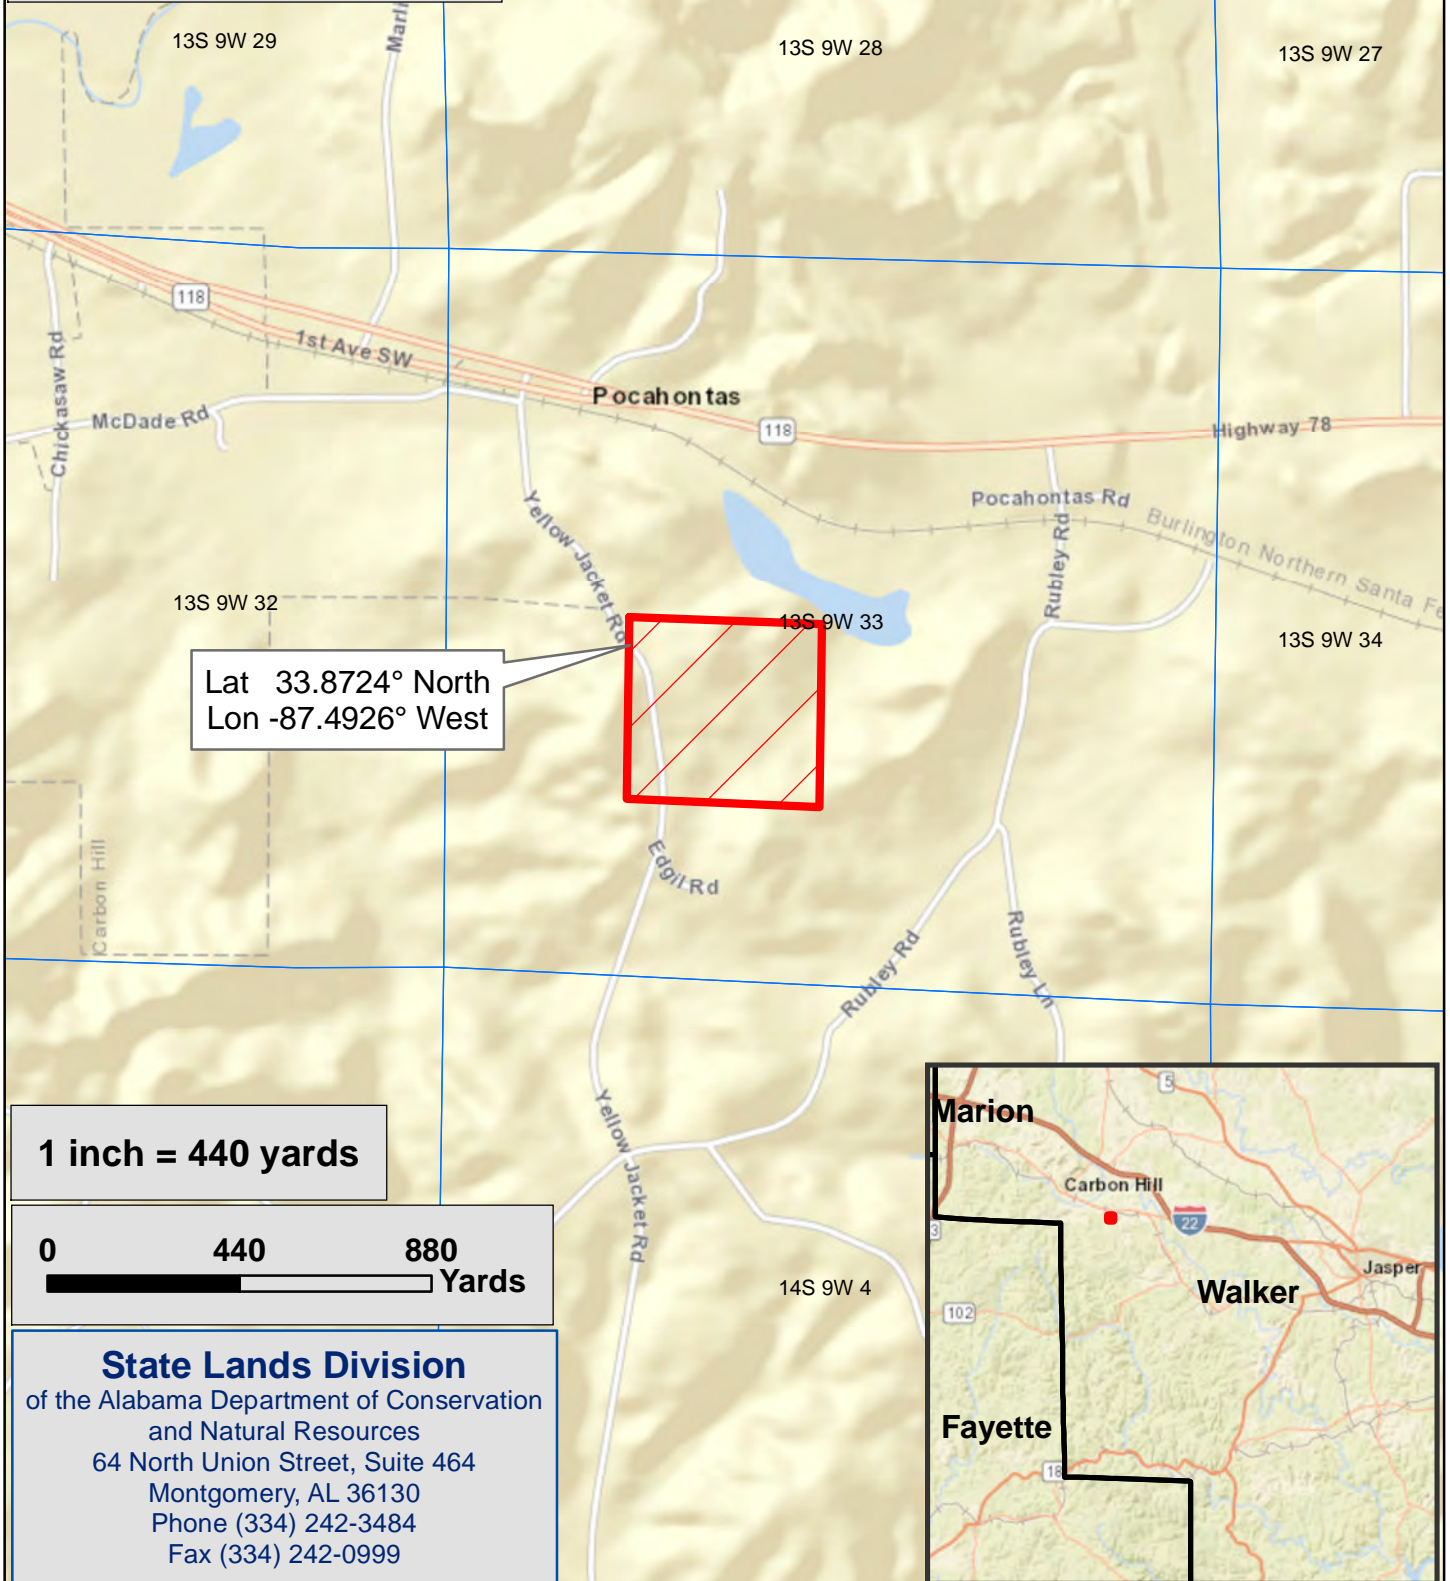 13S 9W 29
13S 9W 28
13S 9W 27
Marli
118
1st Ave SW
Chickasaw Rd
McDade Rd
Pocahontas
118
Highway 78
Pocahontas Rd
Burlington Northern Santa Fe
Yellow Jacket Rd
Rubley Rd
13S 9W 32
13S 9W 33
13S 9W 34
Lat 33.8724° North
Lon -87.4926° West
Carbon Hill
Edgil Rd
Rubley Rd
Rubley Ln
Yellow Jacket Rd
14S 9W 4
1 inch = 440 yards
0 440 880
Yards
State Lands Division
of the Alabama Department of Conservation
and Natural Resources
64 North Union Street, Suite 464
Montgomery, AL 36130
Phone (334) 242-3484
Fax (334) 242-0999
5
Marion
Carbon Hill
22
3
Jasper
Walker
102
Fayette
18